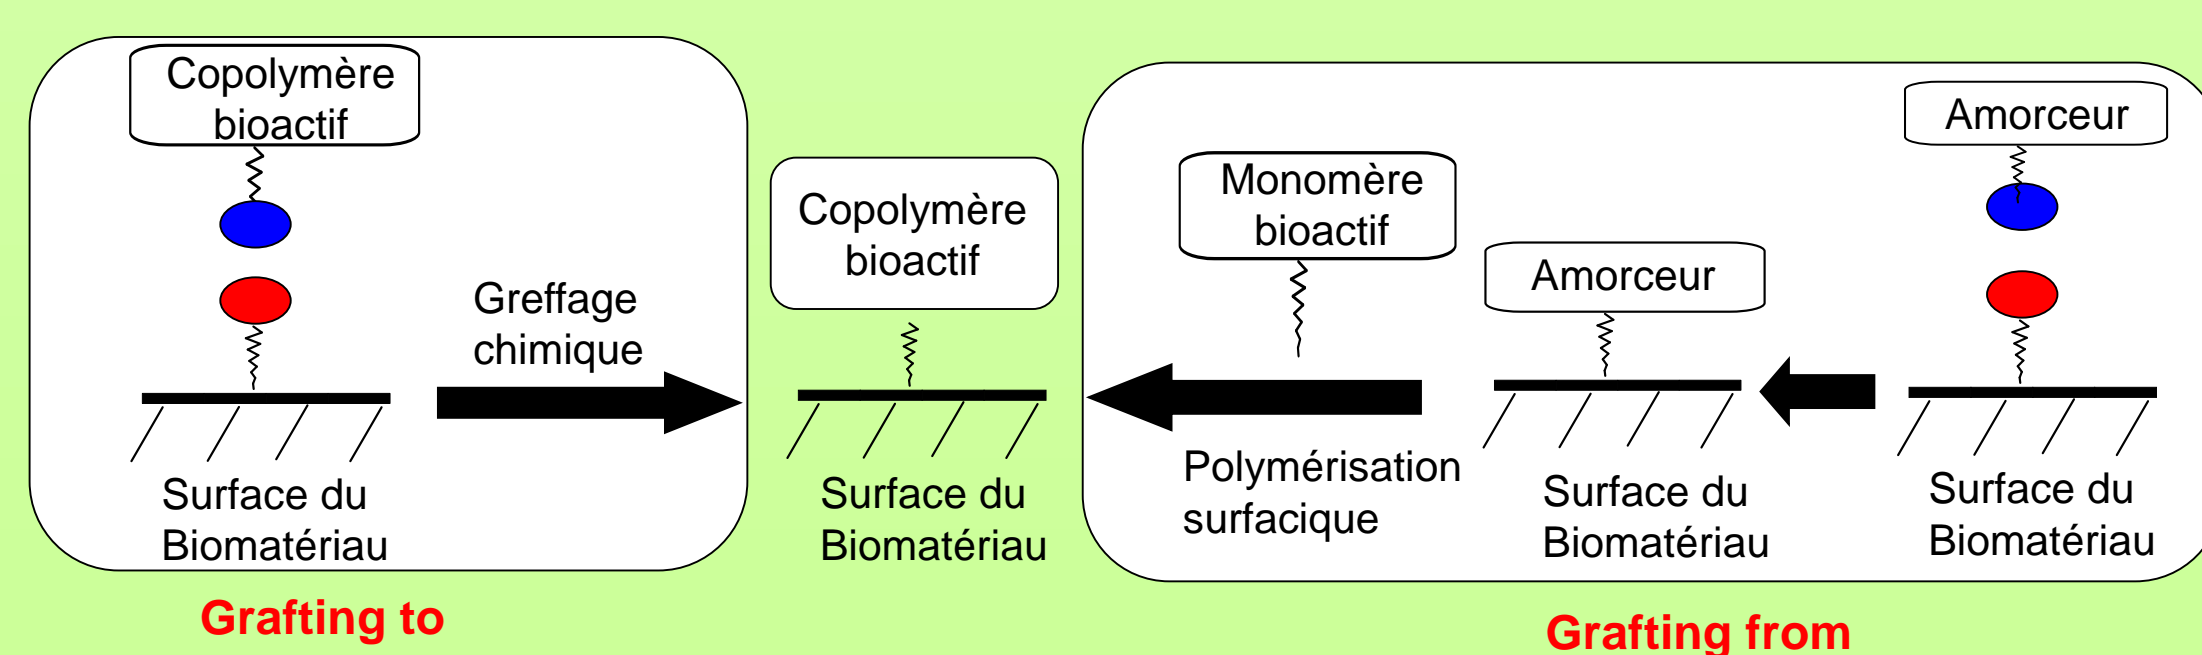 Copolymère
bioactif
Greffage
chimique
Surface du
Biomatériau
Grafting to
Copolymère
bioactif
Surface du
Biomatériau
Monomère
bioactif
Polymérisation
surfacique
Amorceur
Surface du
Biomatériau
Amorceur
Surface du
Biomatériau
Grafting from